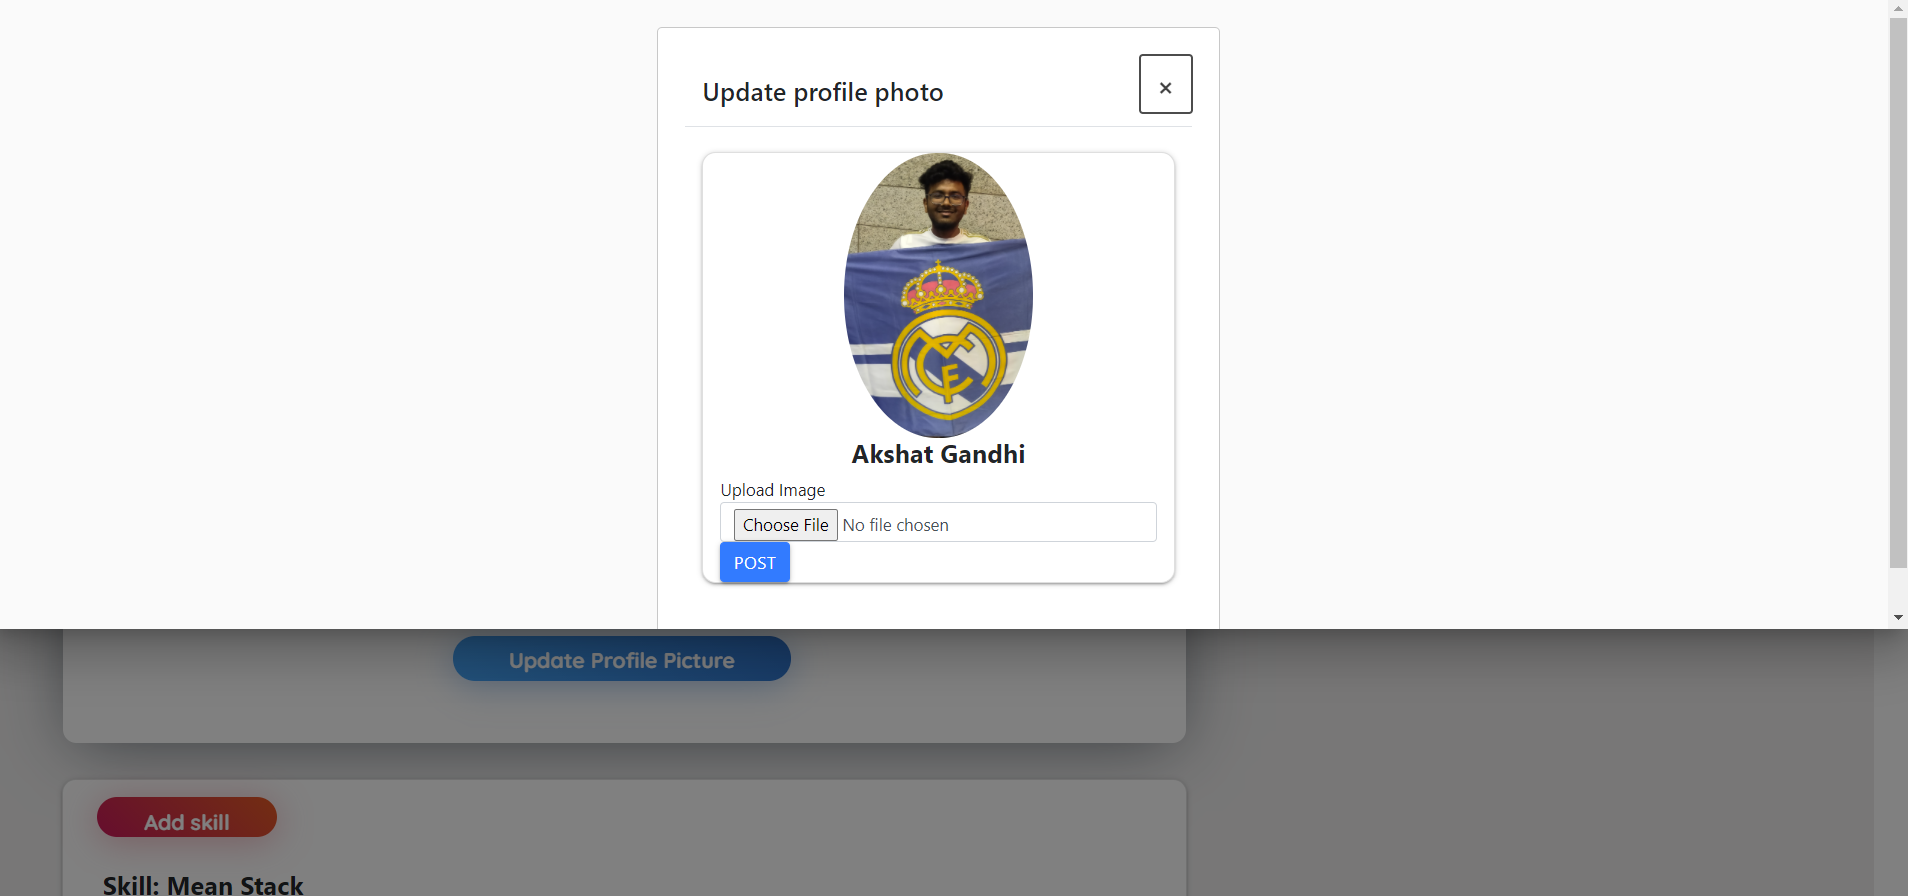 Update profile photo
×
Akshat Gandhi
Upload Image
Choose File No file chosen
POST
Update Profile Picture
Add skill
Skill: Mean Stack